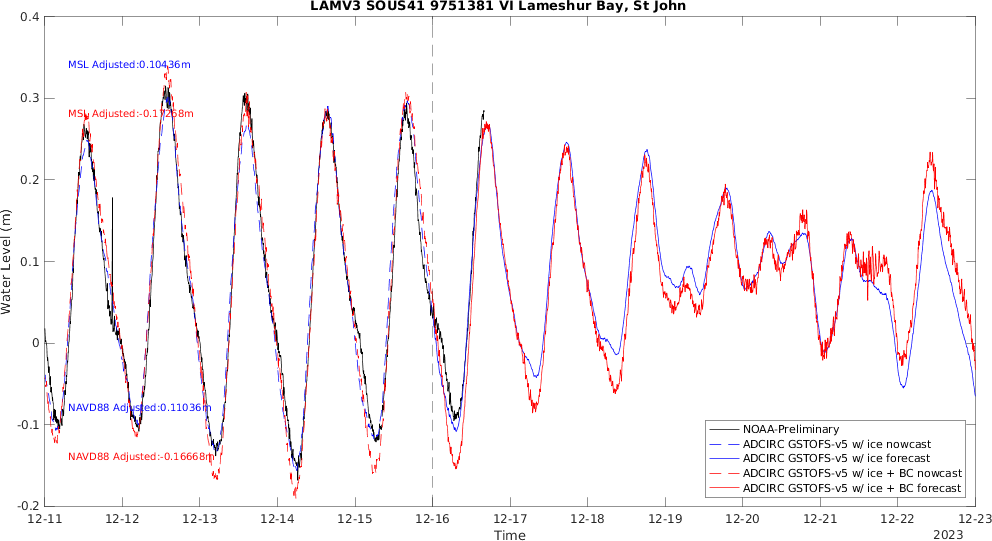 LAMV3 SOUS41 9751381 VI Lameshur Bay, St John
0.4
0.3
0.2
0.1
0
-0.1
-0.2
Water Level (m)
MSL Adjusted:0.10436m
MSL Adjusted:-0.17268m
NAVD88 Adjusted:0.11036m
NAVD88 Adjusted:-0.16668m
NOAA-Preliminary
ADCIRC GSTOFS-v5 w/ ice nowcast
ADCIRC GSTOFS-v5 w/ ice forecast
ADCIRC GSTOFS-v5 w/ ice + BC nowcast
ADCIRC GSTOFS-v5 w/ ice + BC forecast
12-11 12-12 12-13 12-14 12-15 12-16 12-17 12-18 12-19 12-20 12-21 12-22 12-23
Time
2023